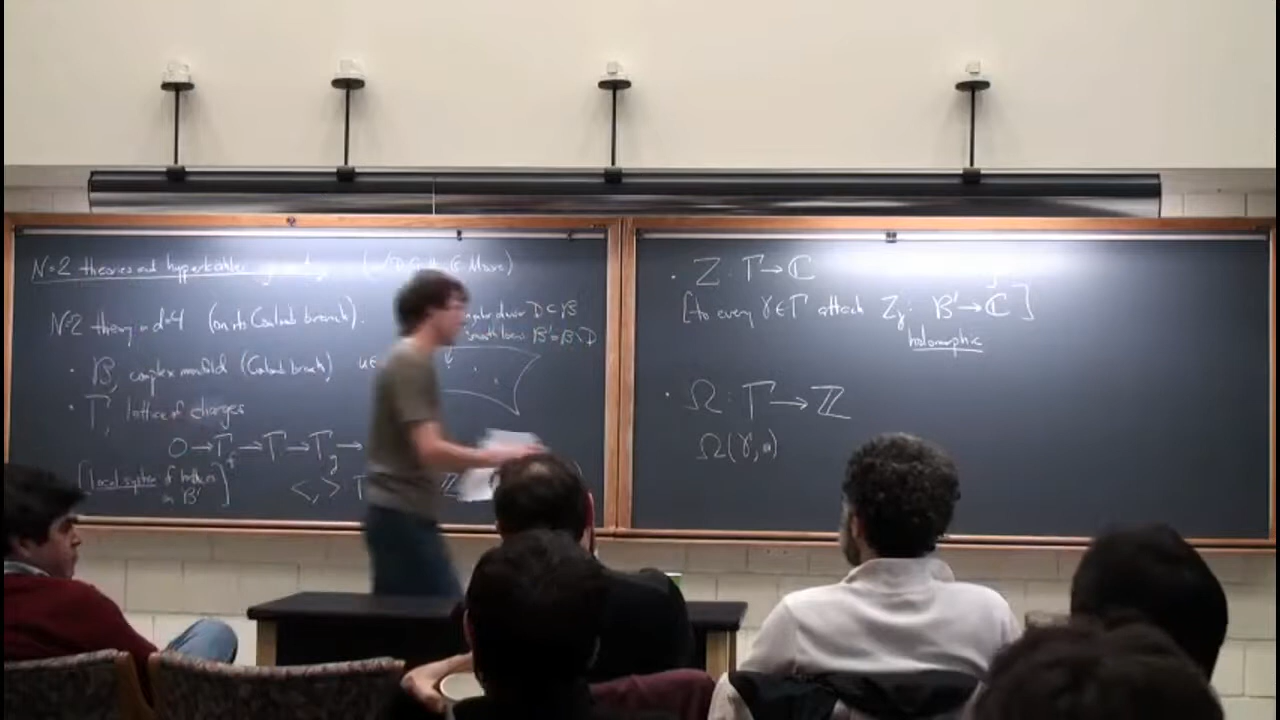 N=2 theories and hyperkähler (w/ D. Gaiotto, G. Moore)
N=2 theory in d=4 (on its Coulomb branch).
singular divisor D ⊂ B
smooth locus B' = B \ D
· B, complex manifold (Coulomb branch) u ∈
· Γ, lattice of charges
0 → Γ_f → Γ → Γ_g →
[local system of lattices on B']
<,> Γ ℤ
· Z : Γ → ℂ
[to every γ ∈ Γ attach Z_γ : B' → ℂ]
holomorphic
· Ω : Γ → ℤ
Ω(γ, u)